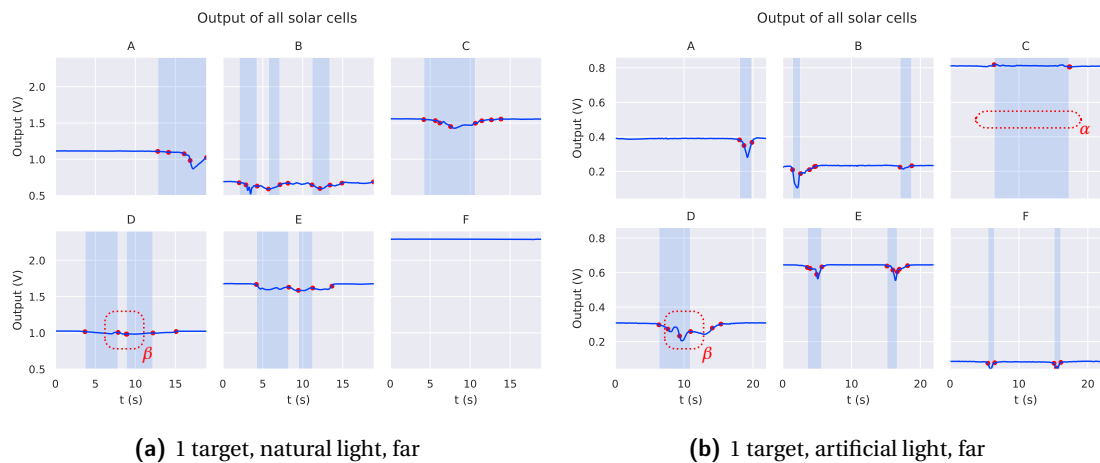 Output of all solar cells
A
B
C
2.0
1.5
1.0
0.5
Output (V)
D
E
F
2.0
1.5
1.0
0.5
Output (V)
β
0
5
10
15
0
5
10
15
0
5
10
15
t (s)
t (s)
t (s)
(a) 1 target, natural light, far
Output of all solar cells
A
B
C
0.8
0.6
0.4
0.2
Output (V)
α
D
E
F
0.8
0.6
0.4
0.2
Output (V)
β
0
10
20
0
10
20
0
10
20
t (s)
t (s)
t (s)
(b) 1 target, artificial light, far